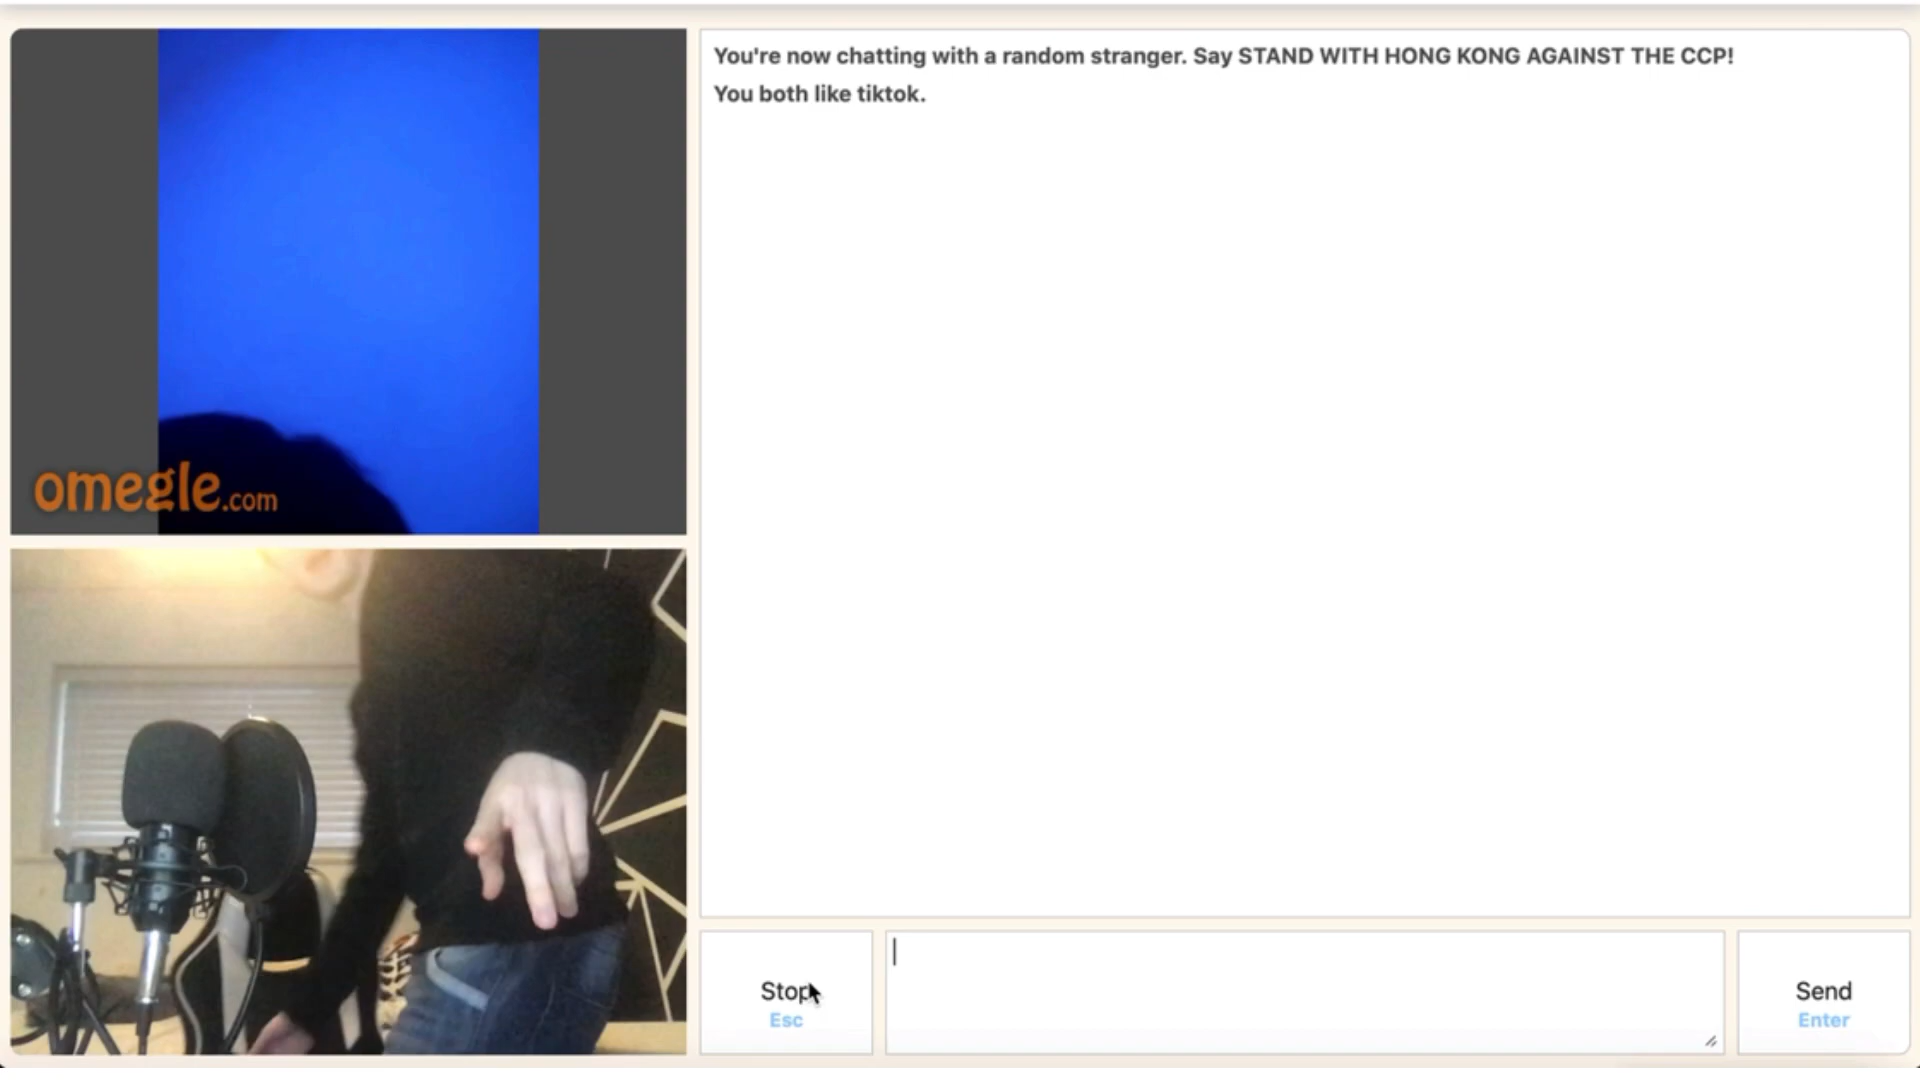 You're now chatting with a random stranger. Say STAND WITH HONG KONG AGAINST THE CCP!
You both like tiktok.
omegle.com
Stop
Esc
Send
Enter